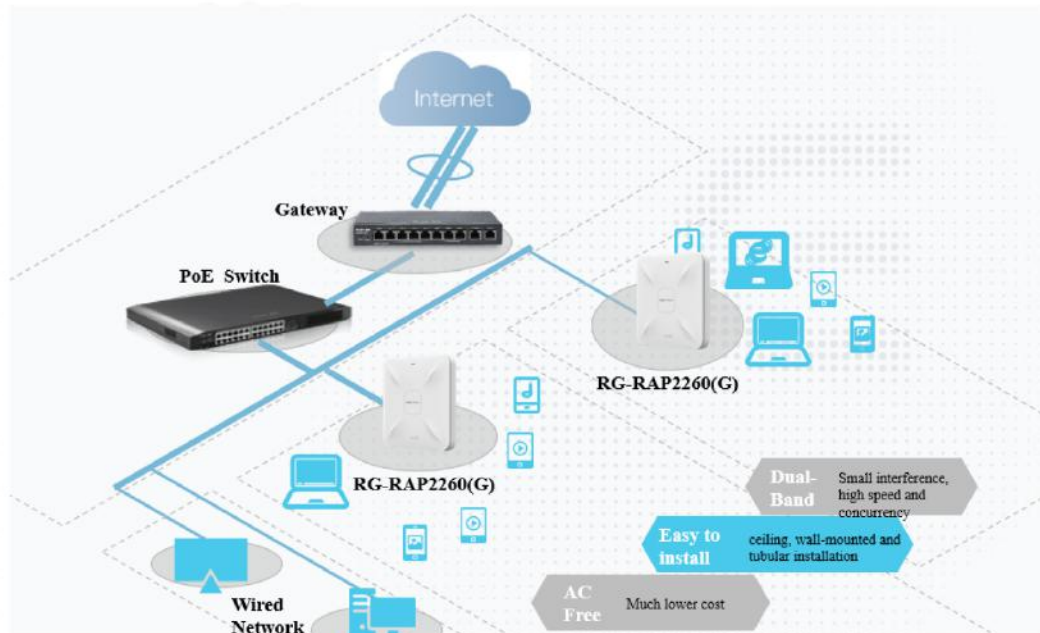 Internet
Gateway
PoE Switch
RG-RAP2260(G)
RG-RAP2260(G)
Dual-
Band
Small interference,
high speed and
concurrency
Easy to
install
ceiling, wall-mounted and
tubular installation
AC
Free
Much lower cost
Wired
Network